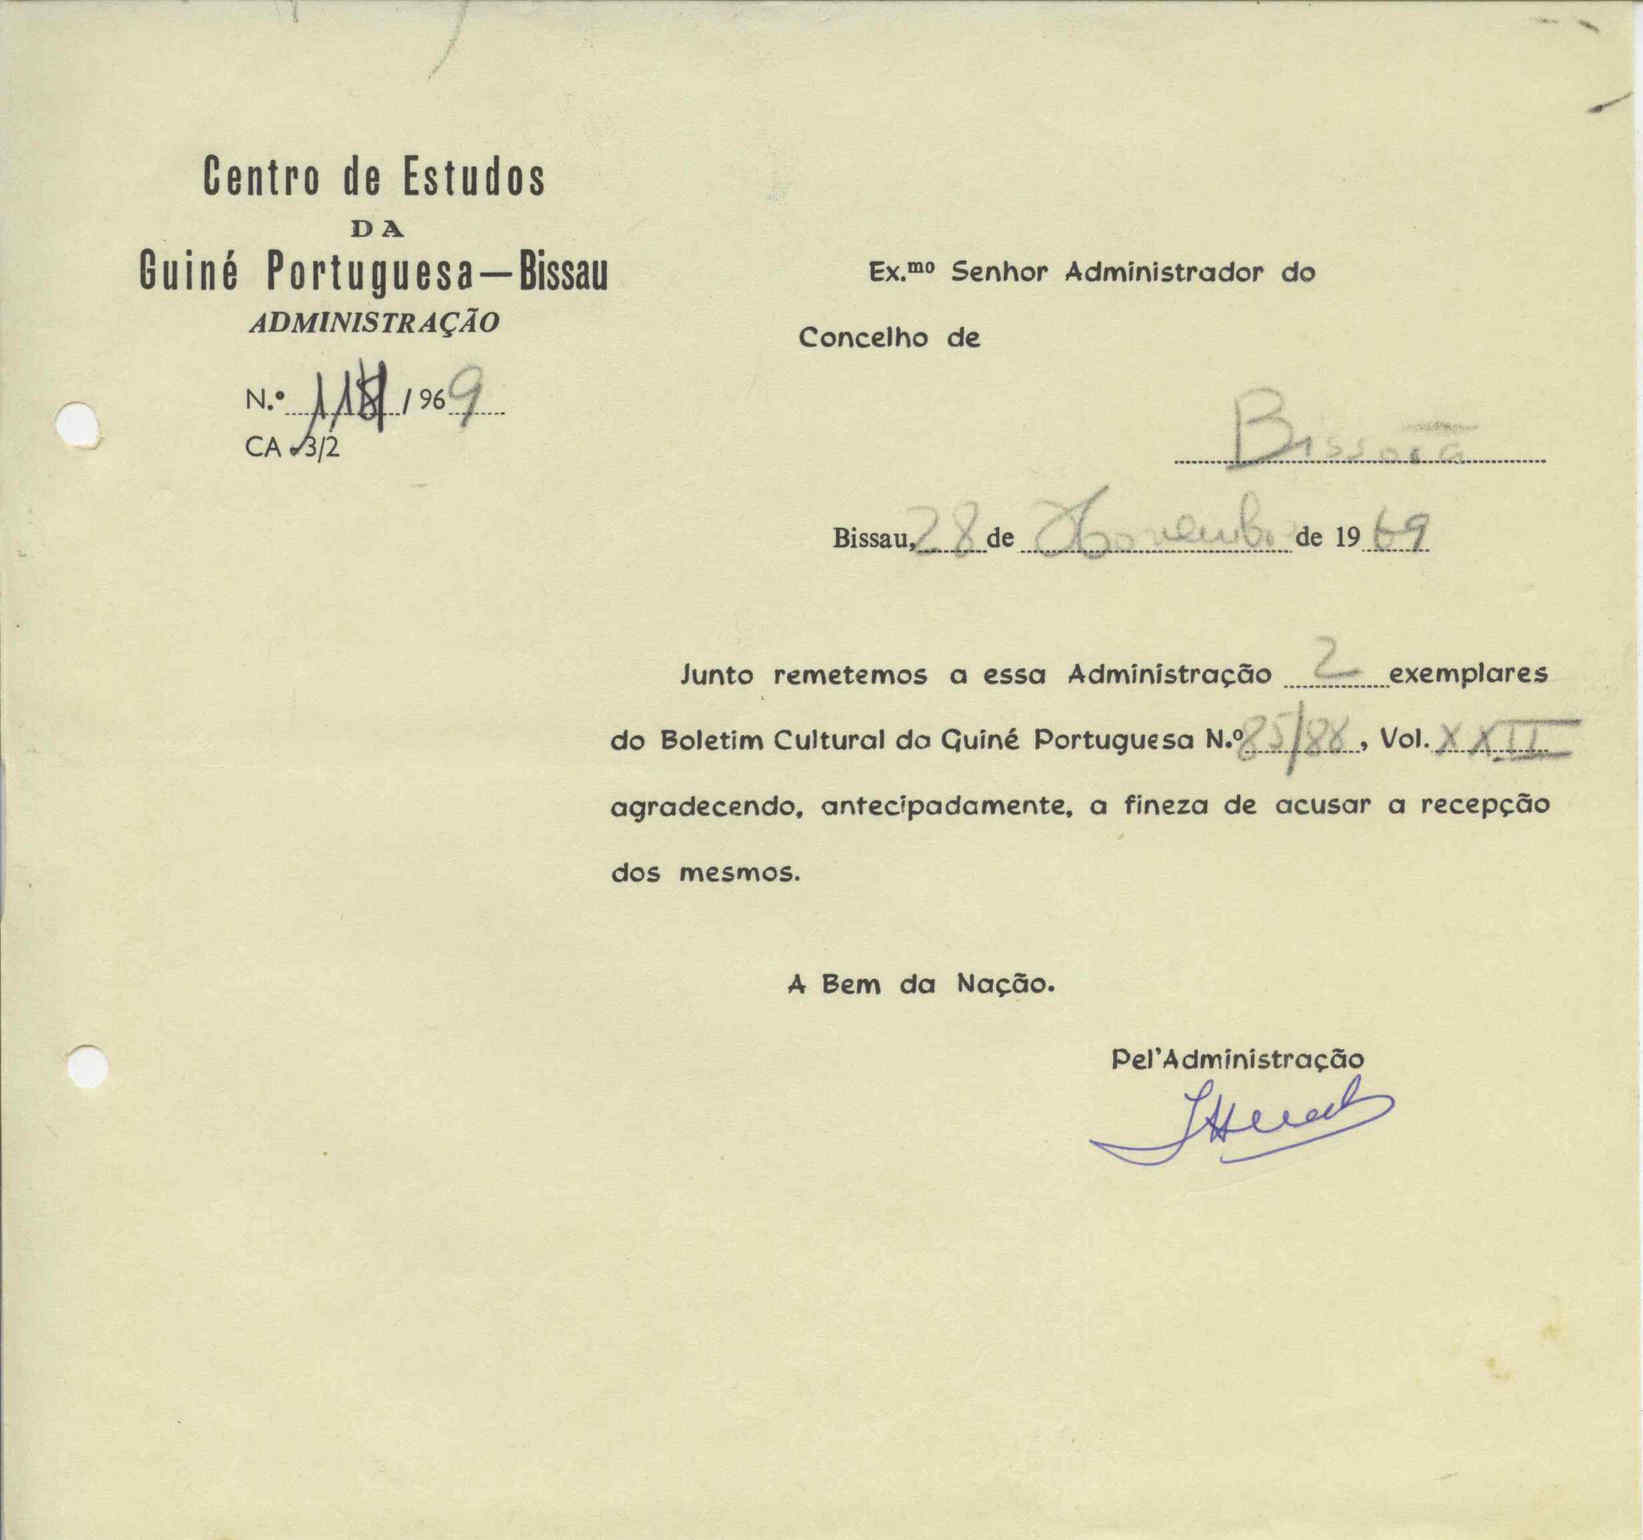 Centro de Estudos
DA
Guiné Portuguesa—Bissau
ADMINISTRAÇÃO
N.º /969
CA 3/2
Ex.mo Senhor Administrador do
Concelho de
Bissorã
Bissau, 28 de Novembro de 1969
Junto remetemos a essa Administração 2 exemplares
do Boletim Cultural da Guiné Portuguesa N.º 85/88, Vol. XXII
agradecendo, antecipadamente, a fineza de acusar a recepção
dos mesmos.
A Bem da Nação.
Pel'Administração